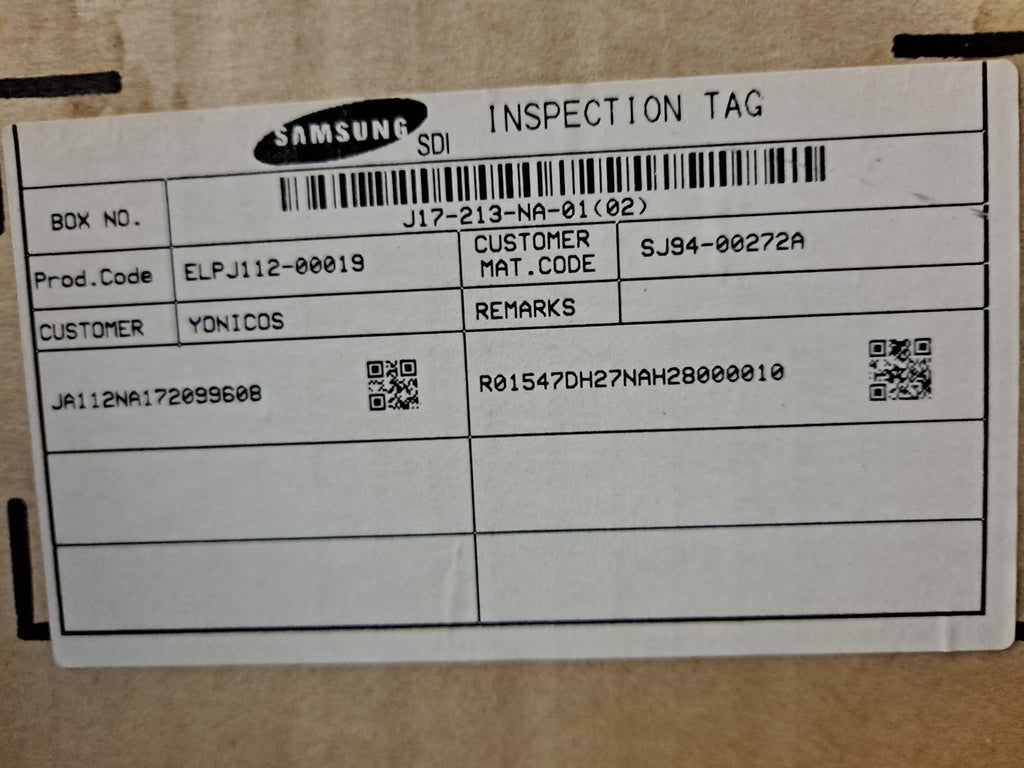 SAMSUNG SDI INSPECTION TAG
BOX NO.
J17-213-NA-01(02)
Prod.Code ELPJ112-00019 CUSTOMER MAT.CODE SJ94-00272A
CUSTOMER YONICOS REMARKS
JA112NA172099608 R01547DH27NAH28000010